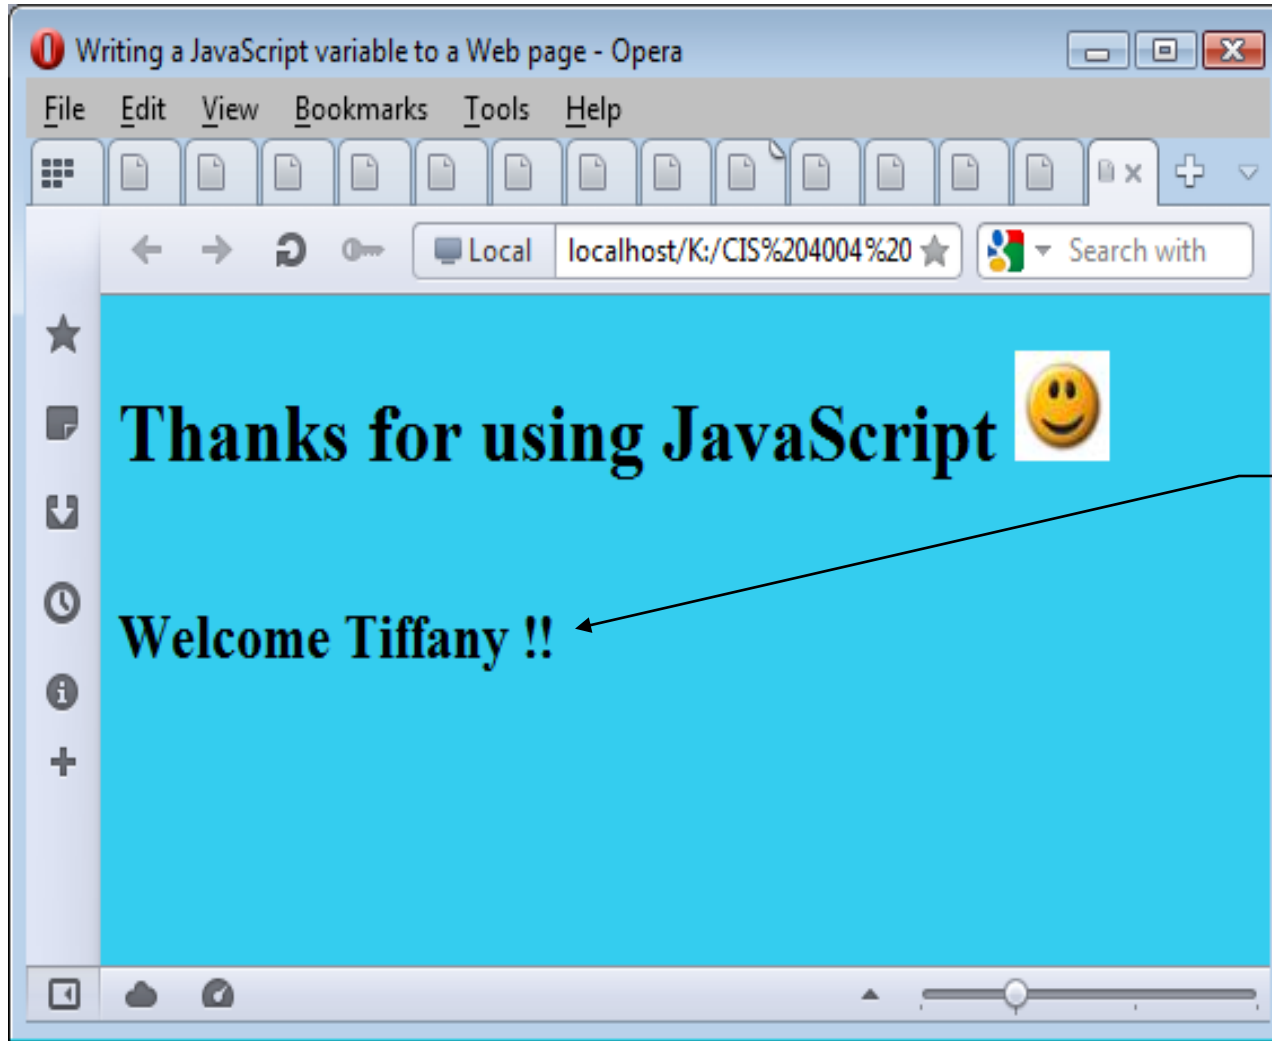 Writing a JavaScript variable to a Web page - Opera
File Edit View Bookmarks Tools Help
Local localhost/K:/CIS%204004%20 Search with
Thanks for using JavaScript
Welcome Tiffany !!